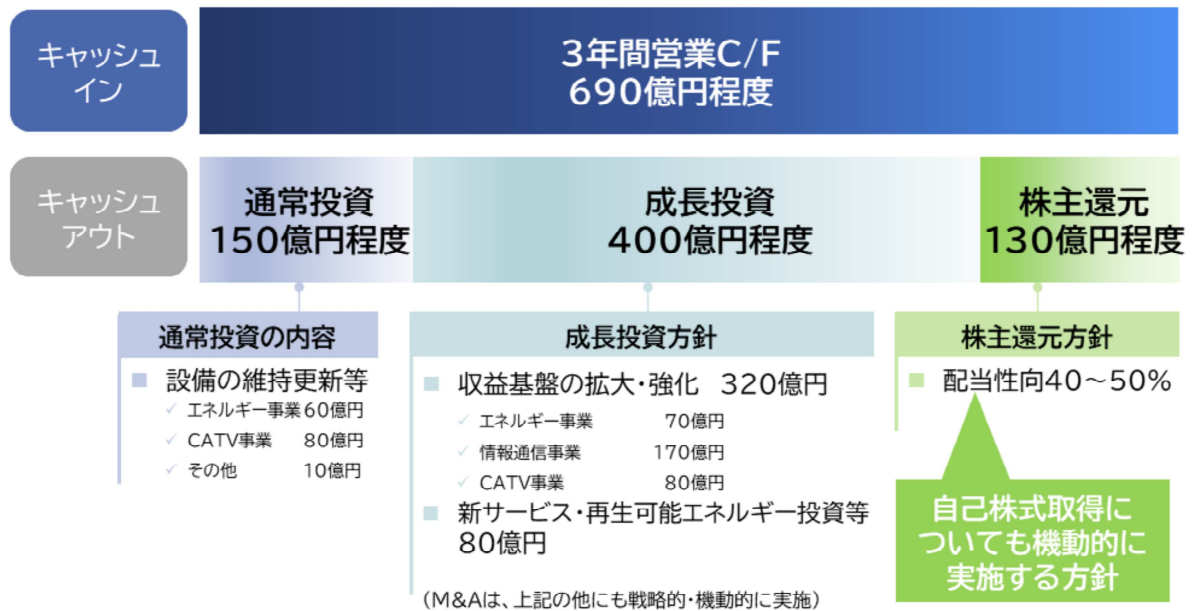 キャッシュ
イン
3年間営業C/F
690億円程度
キャッシュ
アウト
通常投資
150億円程度
成長投資
400億円程度
株主還元
130億円程度
通常投資の内容
■ 設備の維持更新等
✓ エネルギー事業60億円
✓ CATV事業 80億円
✓ その他 10億円
成長投資方針
■ 収益基盤の拡大・強化 320億円
✓ エネルギー事業 70億円
✓ 情報通信事業 170億円
✓ CATV事業 80億円
■ 新サービス・再生可能エネルギー投資等
80億円
(M&Aは、上記の他にも戦略的・機動的に実施)
株主還元方針
■ 配当性向40～50%
自己株式取得に
ついても機動的に
実施する方針